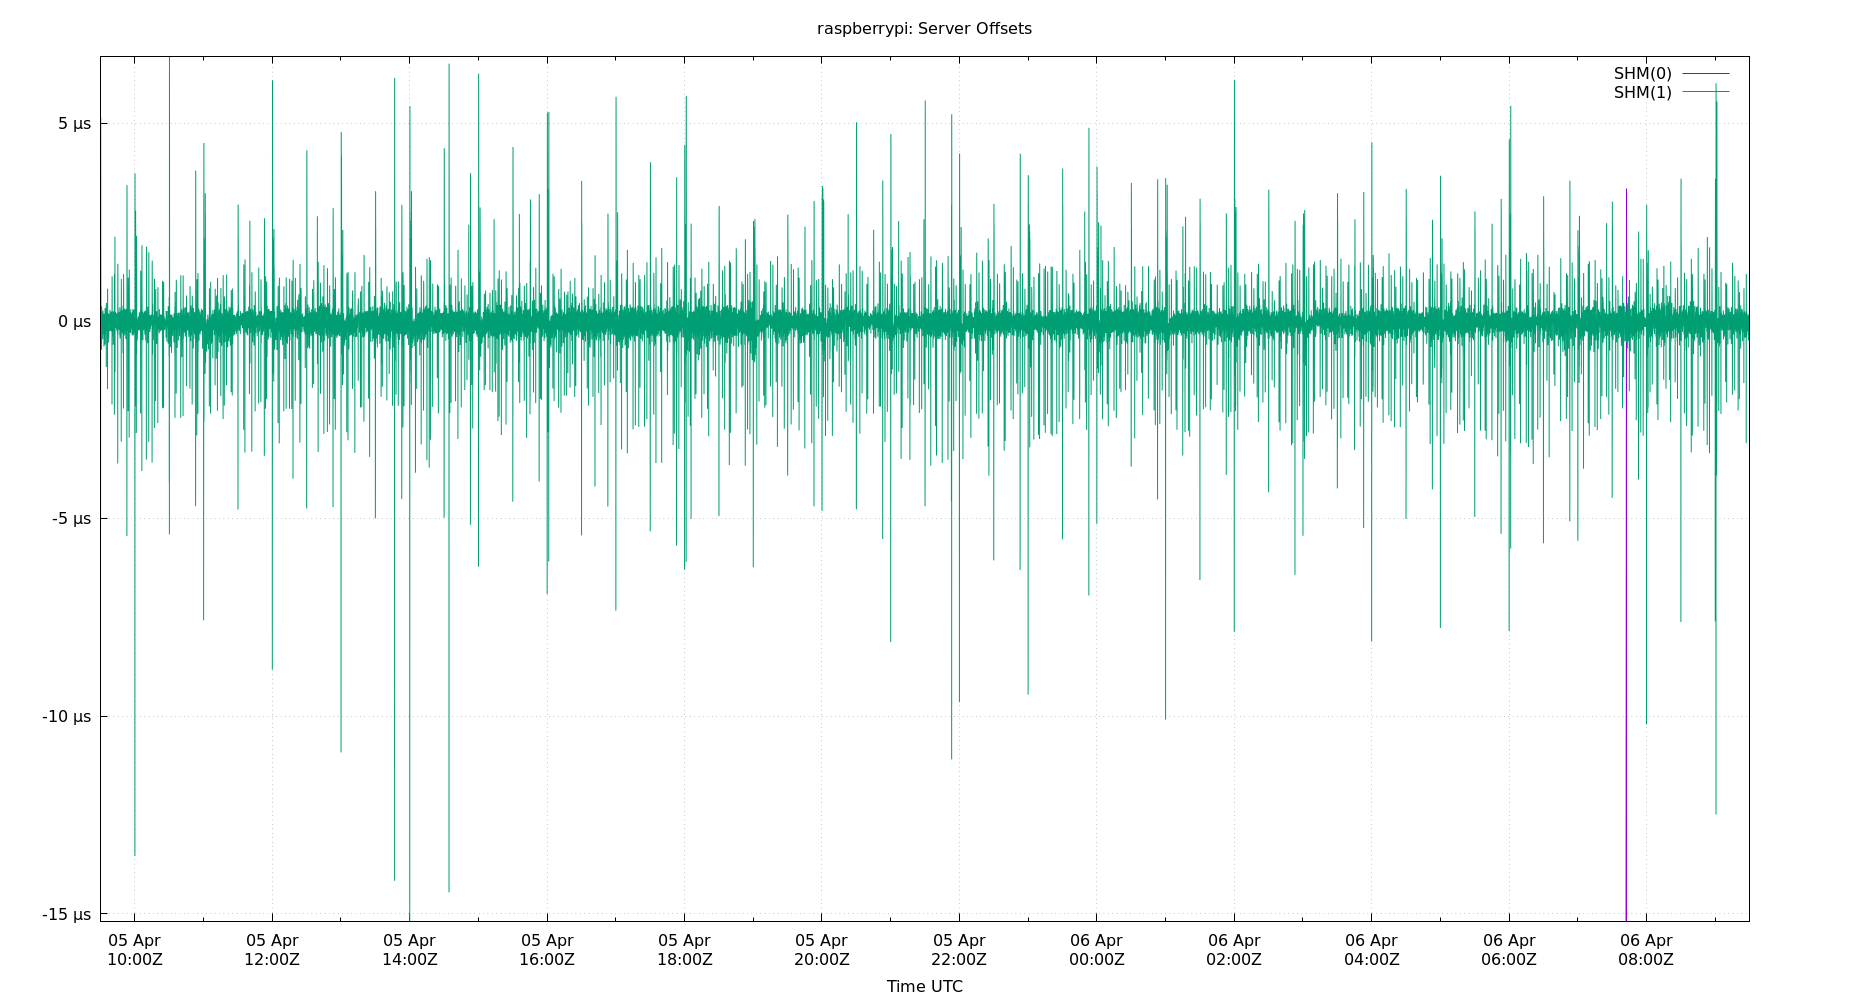 raspberrypi: Server Offsets
SHM(0)
SHM(1)
5 µs
0 µs
-5 µs
-10 µs
-15 µs
05 Apr 05 Apr 05 Apr 05 Apr 05 Apr 05 Apr 05 Apr 06 Apr 06 Apr 06 Apr 06 Apr 06 Apr
10:00Z 12:00Z 14:00Z 16:00Z 18:00Z 20:00Z 22:00Z 00:00Z 02:00Z 04:00Z 06:00Z 08:00Z
Time UTC